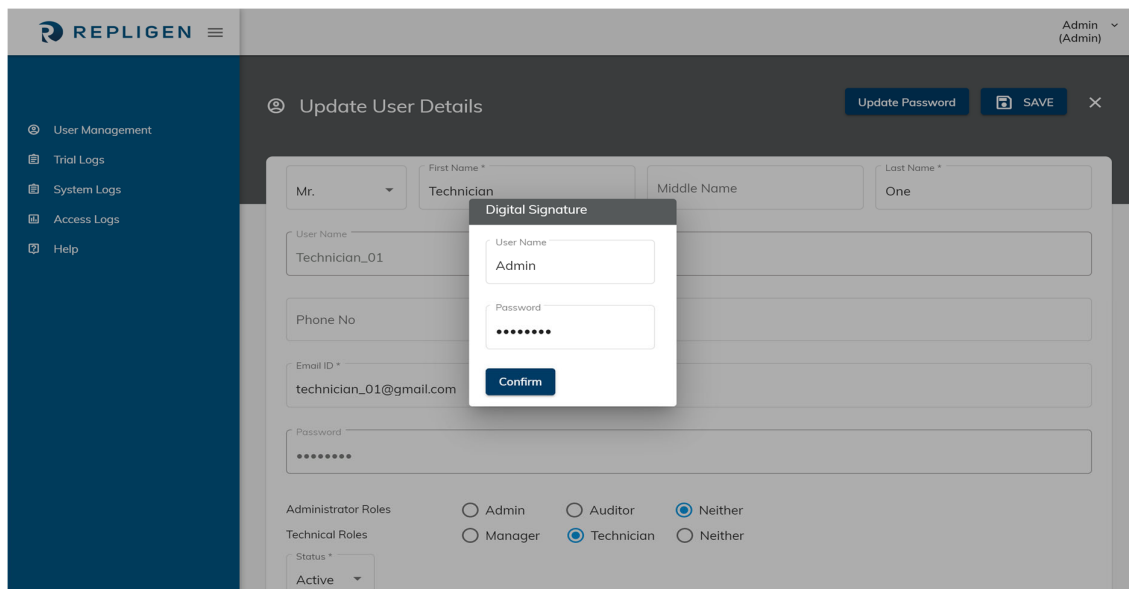 REPLIGEN
Admin
(Admin)
User Management
Trial Logs
System Logs
Access Logs
Help
Update User Details
Update Password
SAVE
Mr.
First Name *
Technician
Middle Name
Last Name *
One
User Name
Technician_01
Phone No
Email ID *
technician_01@gmail.com
Password
••••••••
Digital Signature
User Name
Admin
Password
••••••••
Confirm
Administrator Roles Admin Auditor Neither
Technical Roles Manager Technician Neither
Status *
Active